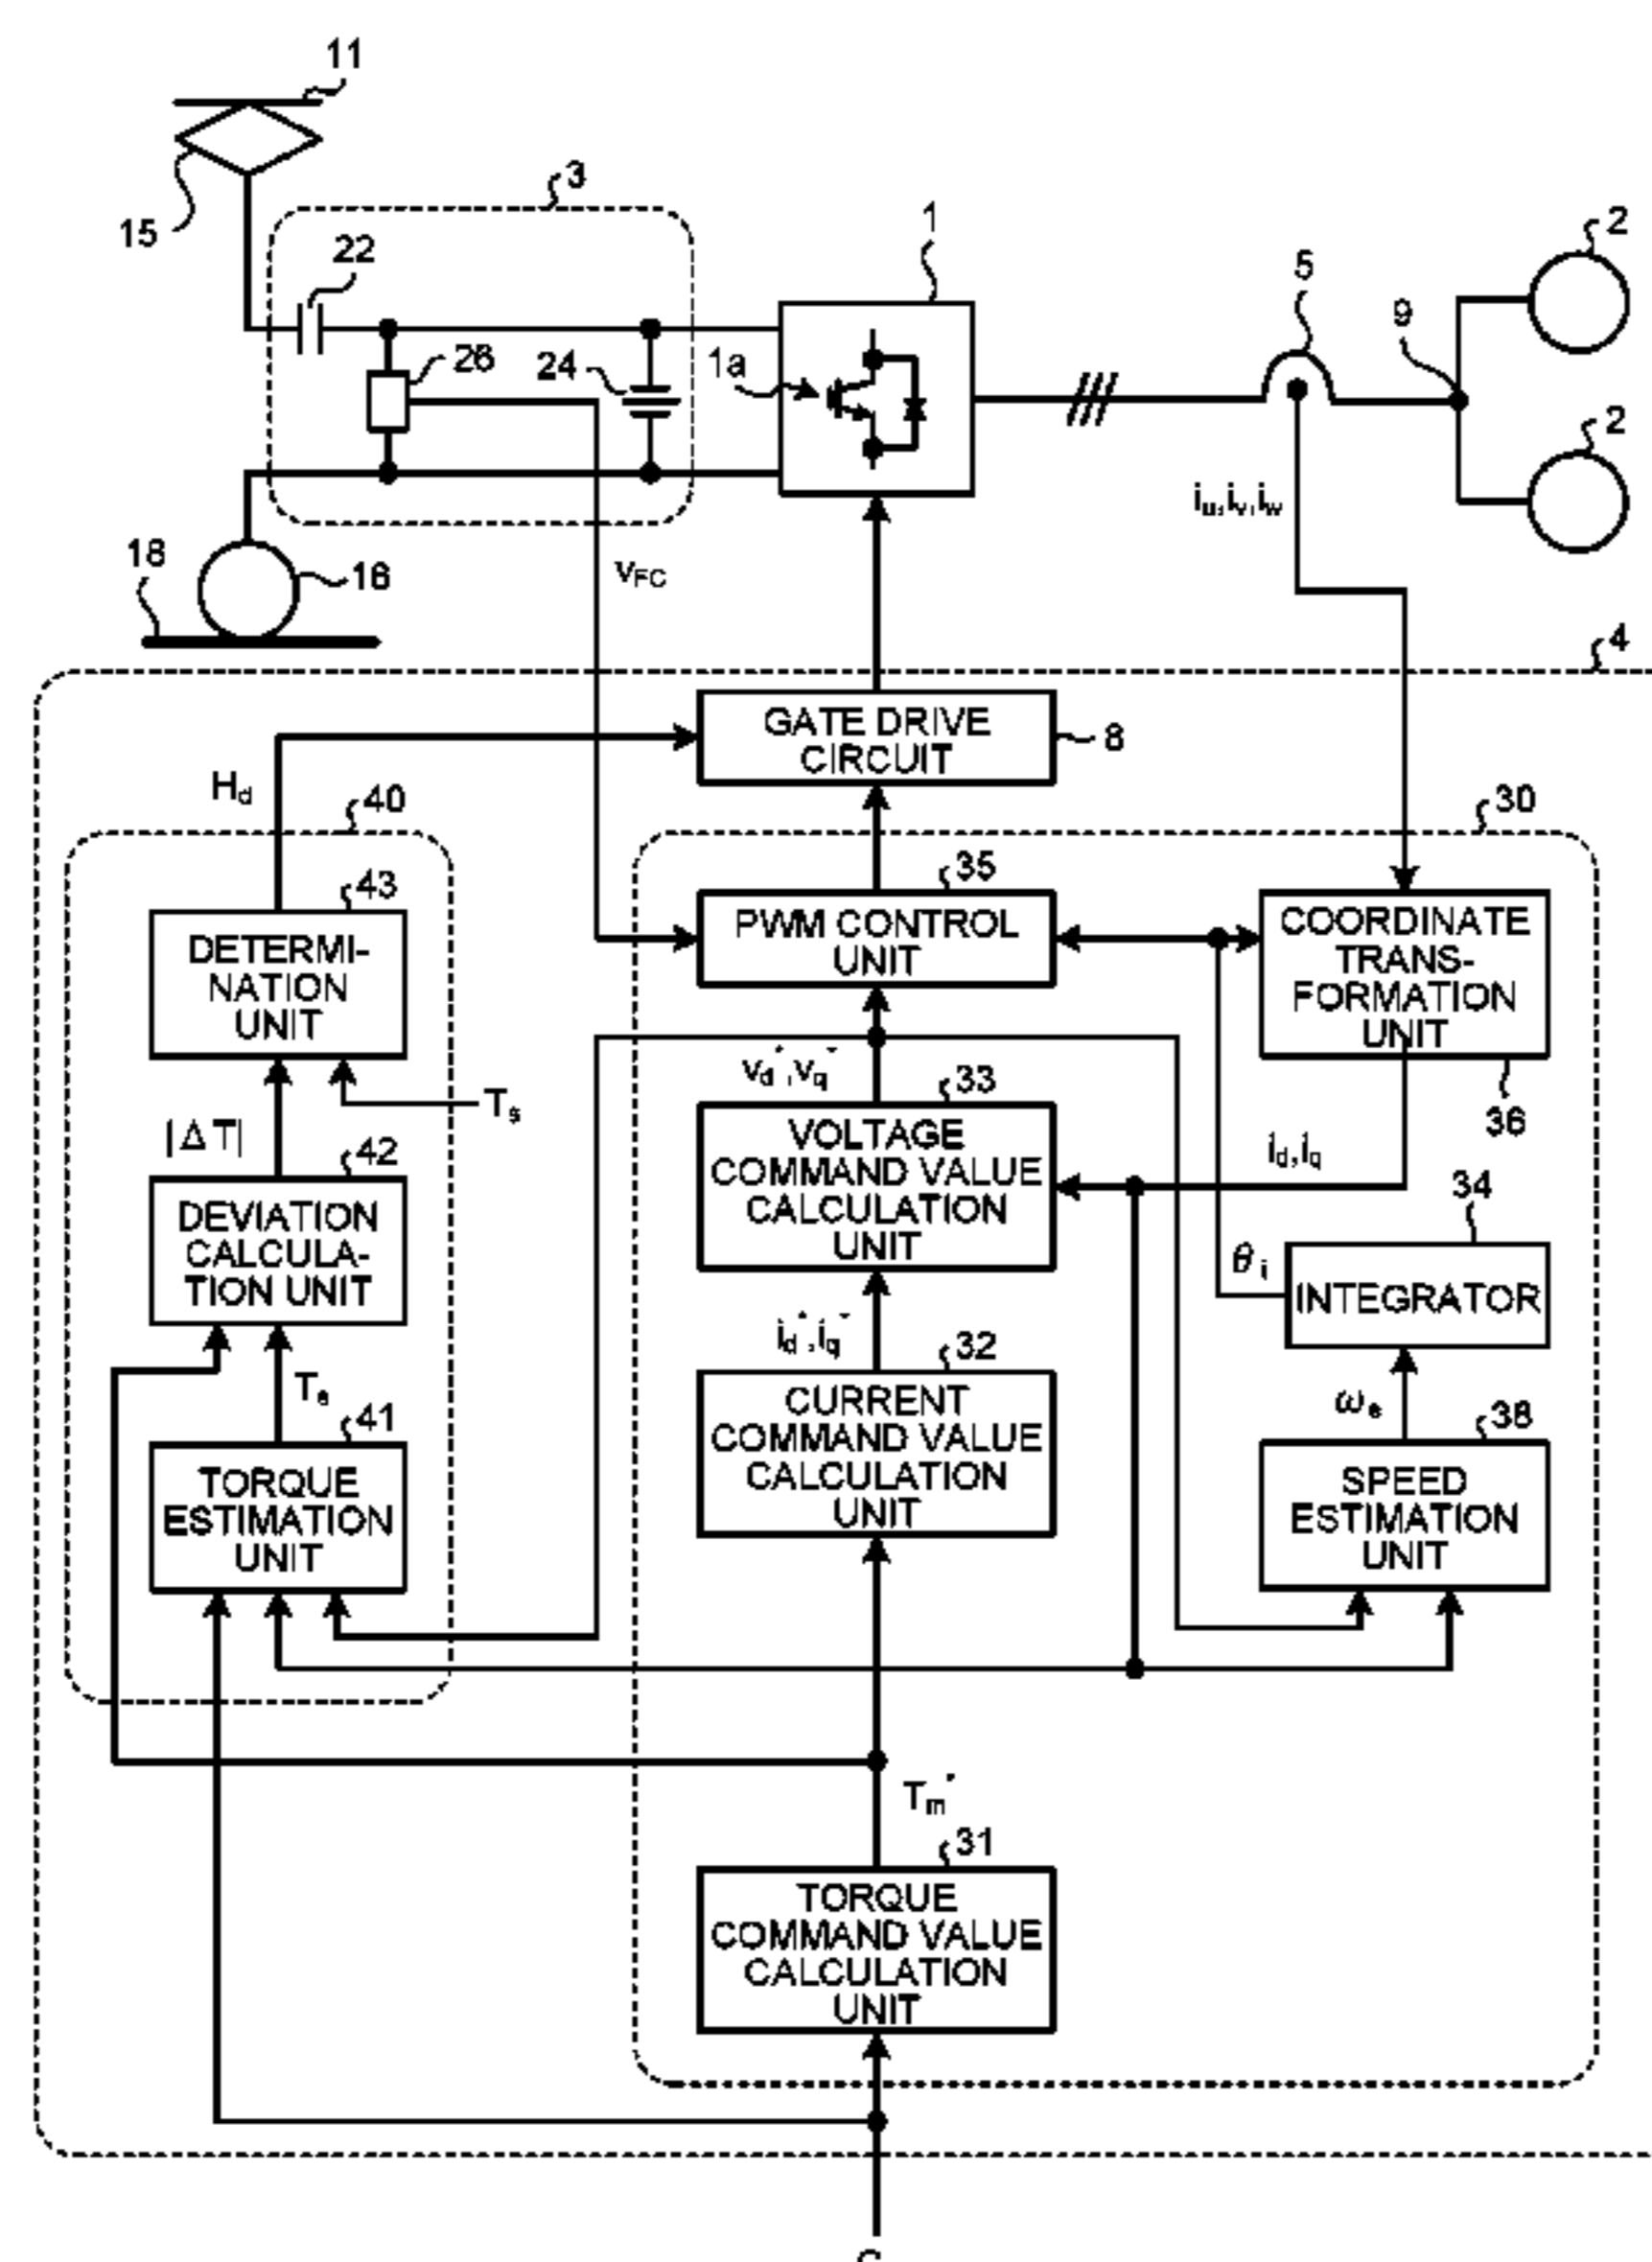 11
3
15
22
1
2
5
9
26
24
1a
2
iu,iv,iw
18
16
vFC
4
GATE DRIVE
CIRCUIT
8
Hd
40
30
43
35
DETERMI-
NATION
UNIT
PWM CONTROL
UNIT
COORDINATE
TRANS-
FORMATION
UNIT
vd*,vq*
33
Ts
36
|ΔT|
42
VOLTAGE
COMMAND VALUE
CALCULATION
UNIT
id,iq
34
DEVIATION
CALCULA-
TION UNIT
θi
INTEGRATOR
id*,iq*
32
Te
41
CURRENT
COMMAND VALUE
CALCULATION
UNIT
ωe
38
TORQUE
ESTIMATION
UNIT
SPEED
ESTIMATION
UNIT
Tm*
31
TORQUE
COMMAND VALUE
CALCULATION
UNIT